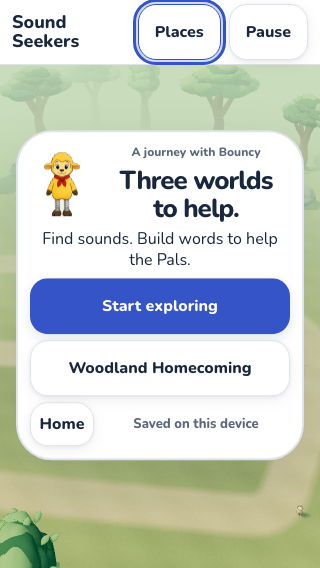 Sound
Seekers
Places
Pause
A journey with Bouncy
Three worlds
to help.
Find sounds. Build words to help
the Pals.
Start exploring
Woodland Homecoming
Home
Saved on this device